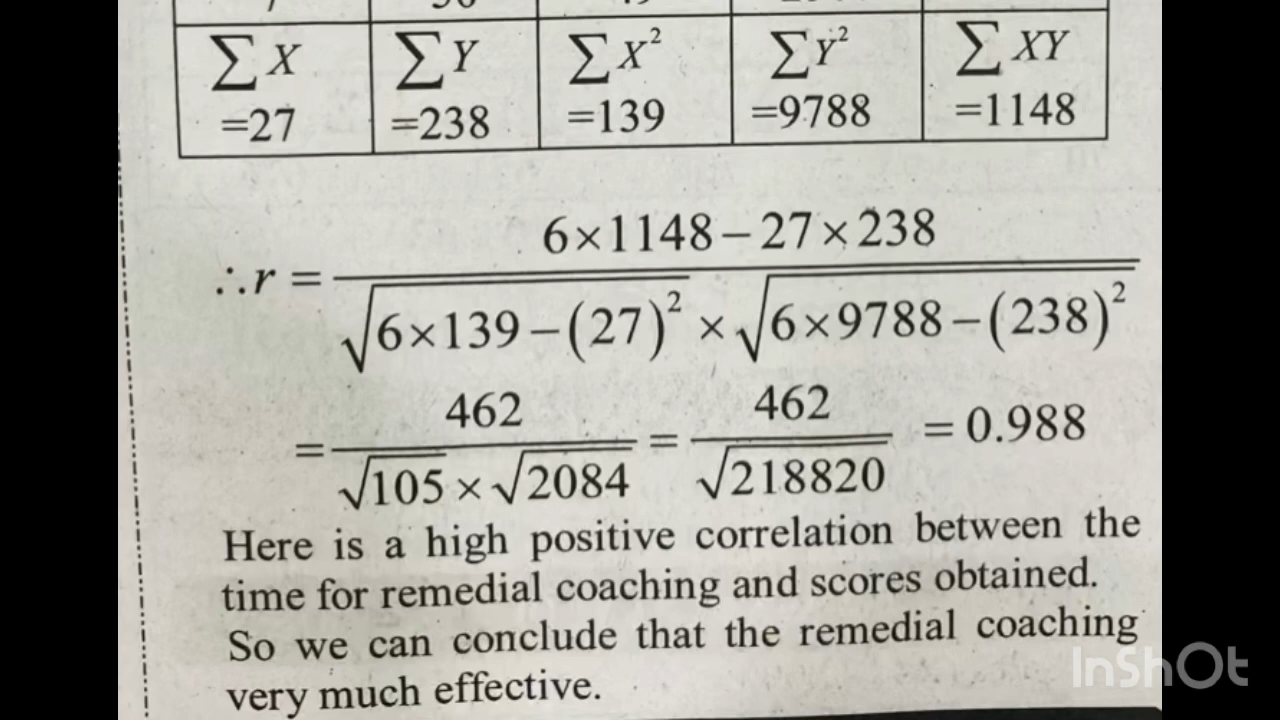 ∑X ∑Y ∑X² ∑Y² ∑XY
=27 =238 =139 =9788 =1148
6×1148−27×238
∴r =
√6×139−(27)² × √6×9788−(238)²
= 462 = 462 = 0.988
√105×√2084 √218820
Here is a high positive correlation between the
time for remedial coaching and scores obtained.
So we can conclude that the remedial coaching
very much effective.
InShOt